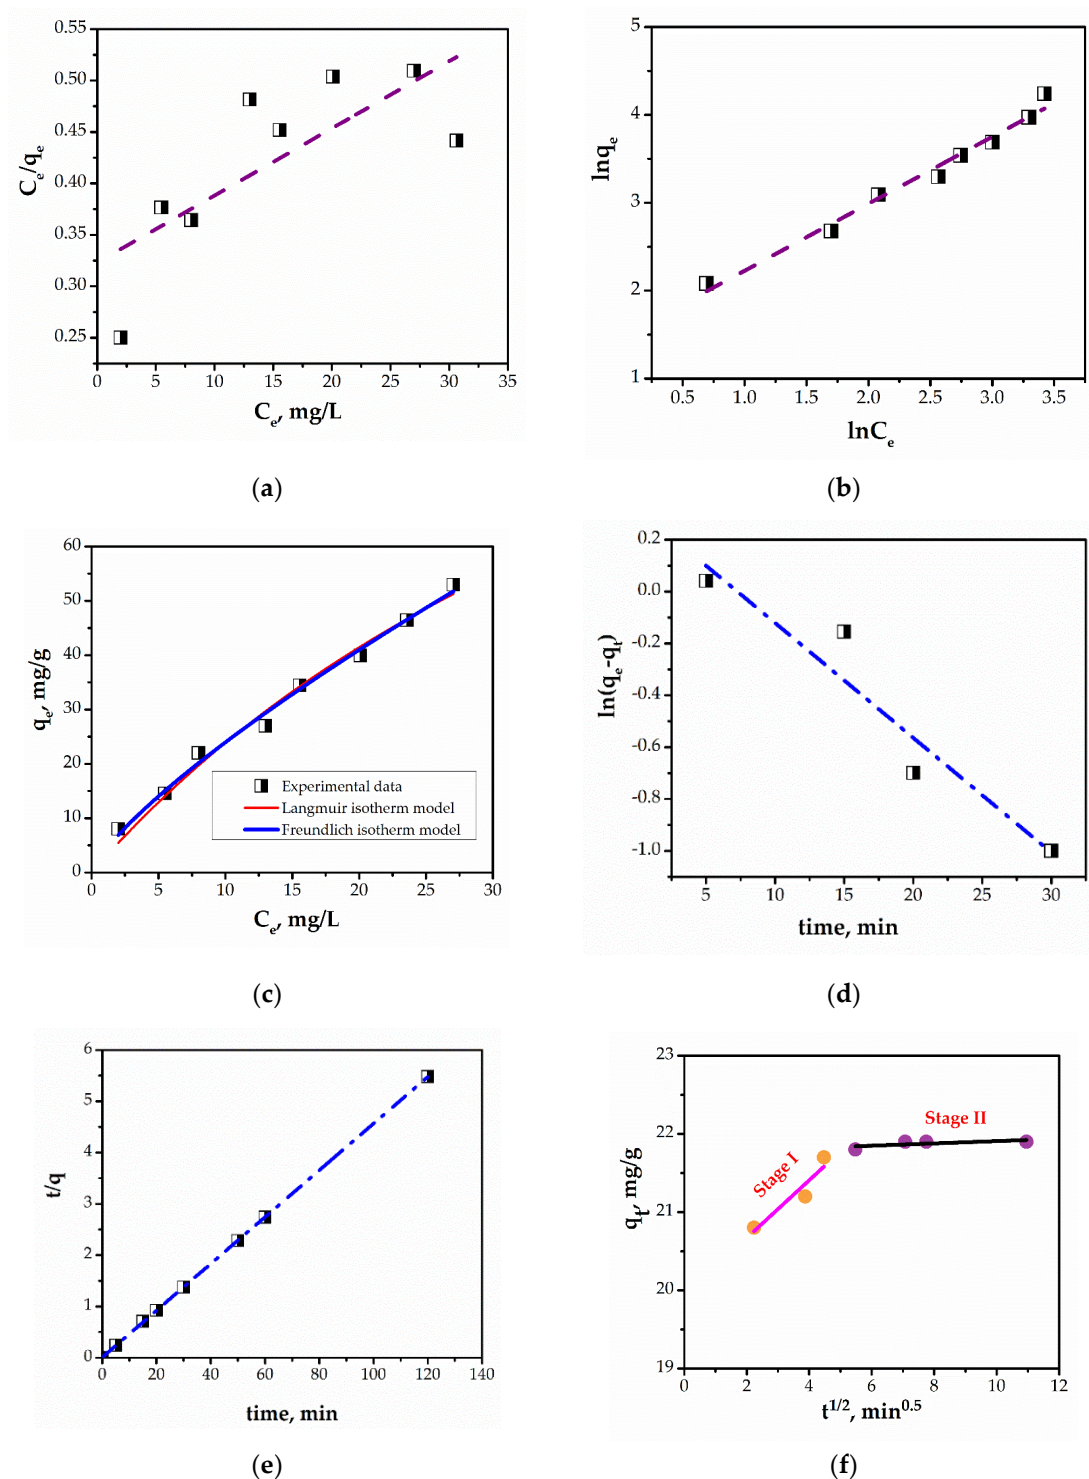 0.55
0.50
0.45
0.40
0.35
0.30
0.25
Ce/qe
0 5 10 15 20 25 30 35
Ce, mg/L
(a)
5
4
3
2
1
lnqe
0.5 1.0 1.5 2.0 2.5 3.0 3.5
lnCe
(b)
60
50
40
30
20
10
0
qe, mg/g
Experimental data
Langmuir isotherm model
Freundlich isotherm model
0 5 10 15 20 25 30
Ce, mg/L
(c)
0.2
0.0
-0.2
-0.4
-0.6
-0.8
-1.0
ln(qe-qt)
5 10 15 20 25 30
time, min
(d)
6
5
4
3
2
1
0
t/q
0 20 40 60 80 100 120 140
time, min
(e)
23
22
21
20
19
qt, mg/g
Stage I
Stage II
0 2 4 6 8 10 12
t1/2, min0.5
(f)